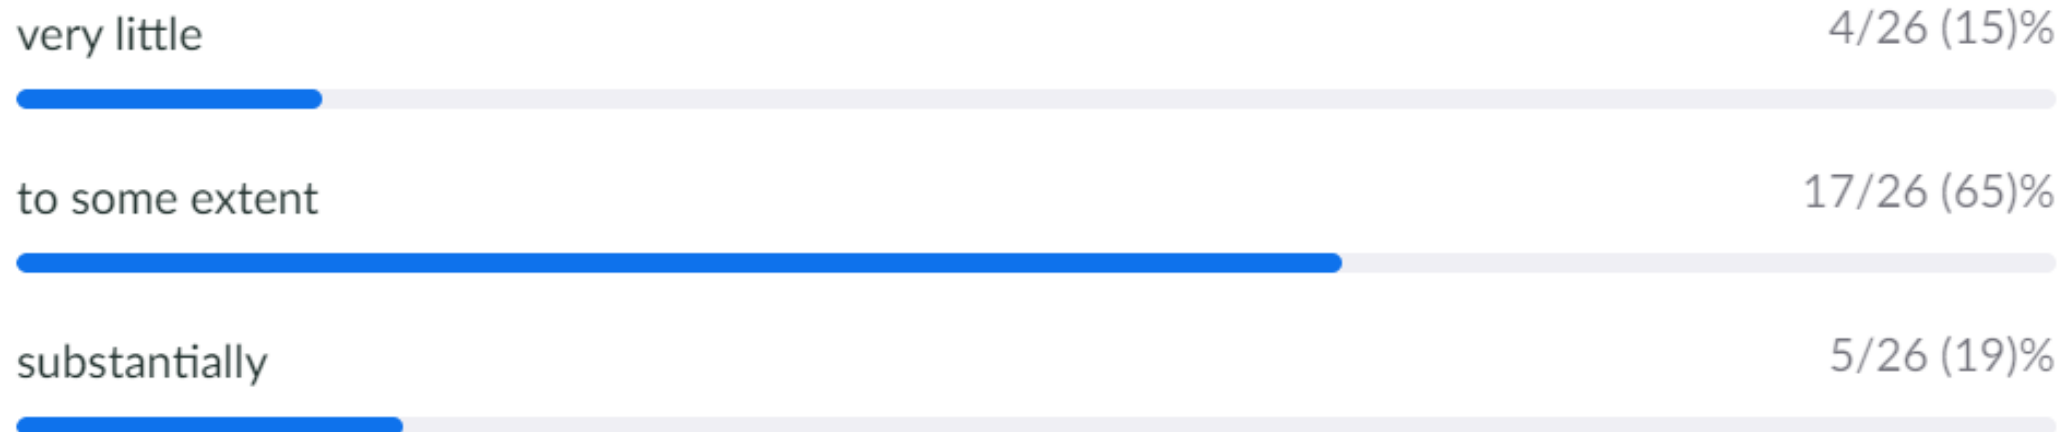 very little 4/26 (15)%
to some extent 17/26 (65)%
substantially 5/26 (19)%